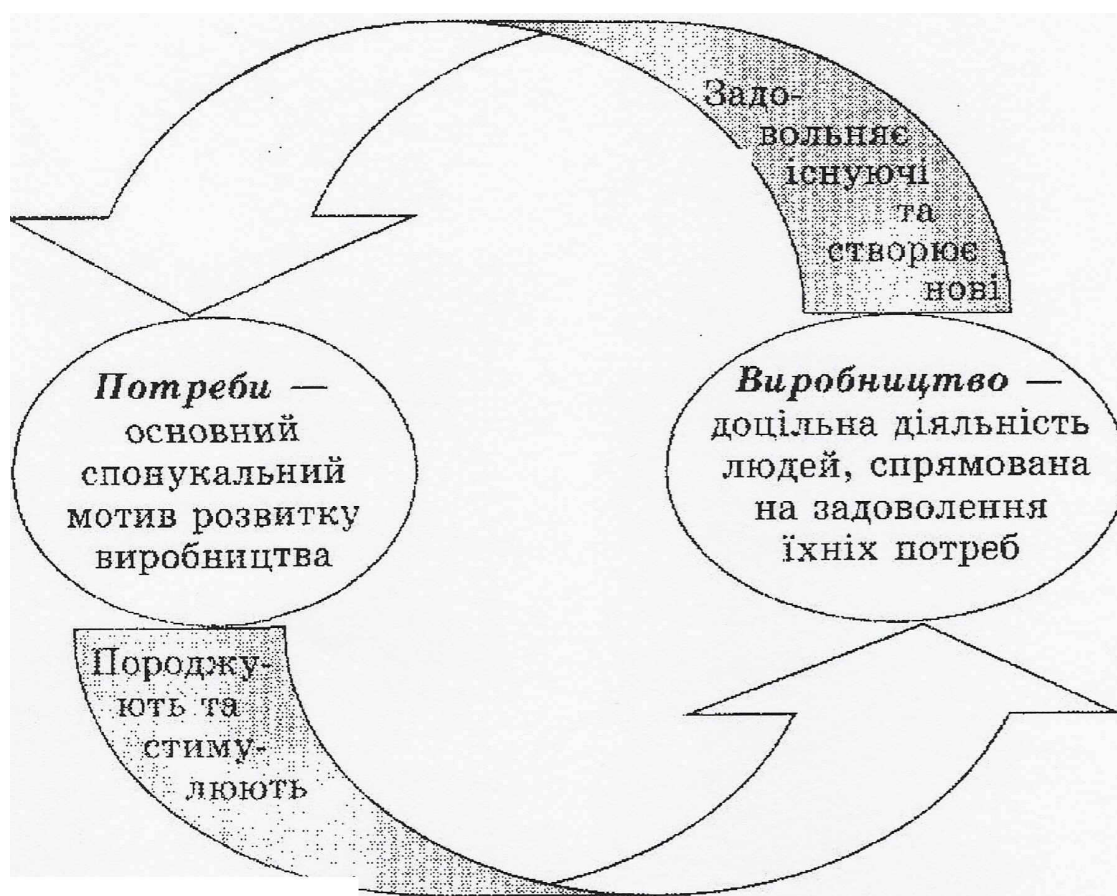 Задо-
вольняє
існуючі
та
створює
нові
Потреби —
основний
спонукальний
мотив розвитку
виробництва
Виробництво —
доцільна діяльність
людей, спрямована
на задоволення
їхніх потреб
Породжу-
ють та
стиму-
люють